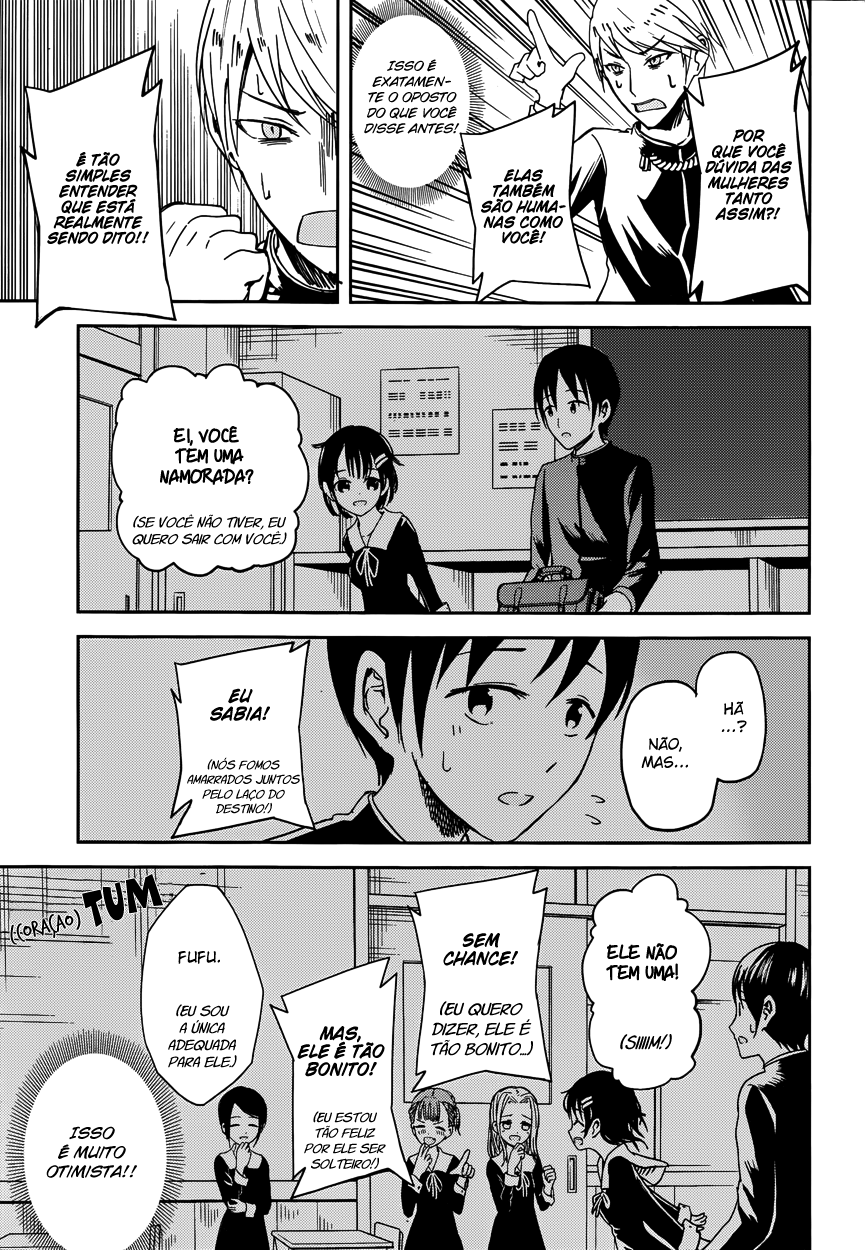 POR
QUE VOCÊ
DÚVIDA DAS
MULHERES
TANTO
ASSIM?!
ISSO É
EXATAMEN-
TE O OPOSTO
DO QUE VOCÊ
DISSE ANTES!
ELAS
TAMBÉM
SÃO HUMA-
NAS COMO
VOCÊ!
É TÃO
SIMPLES
ENTENDER
QUE ESTÁ
REALMENTE
SENDO DITO!!
EI, VOCÊ
TEM UMA
NAMORADA?
(SE VOCÊ NÃO TIVER, EU
QUERO SAIR COM VOCÊ.)
HÃ
...?
NÃO,
MAS...
EU
SABIA!
(NÓS FOMOS
AMARRADOS JUNTOS
PELO LAÇO DO
DESTINO!)
ELE NÃO
TEM UMA!
(SIIIIM!')
SEM
CHANCE!
(EU QUERO
DIZER, ELE É
TÂO BONITO...)
MAS,
ELE É TÃO
BONITO!
(EU ESTOU
TÃO FELIZ
POR ELE SER
SOLTEIRO!)
FUFU.
(EU SOU
A ÚNICA
ADEQUADA
PARA ELE.)
TUM
(CORAÇAO)
ISSO
É MUITO
OTIMISTA!!